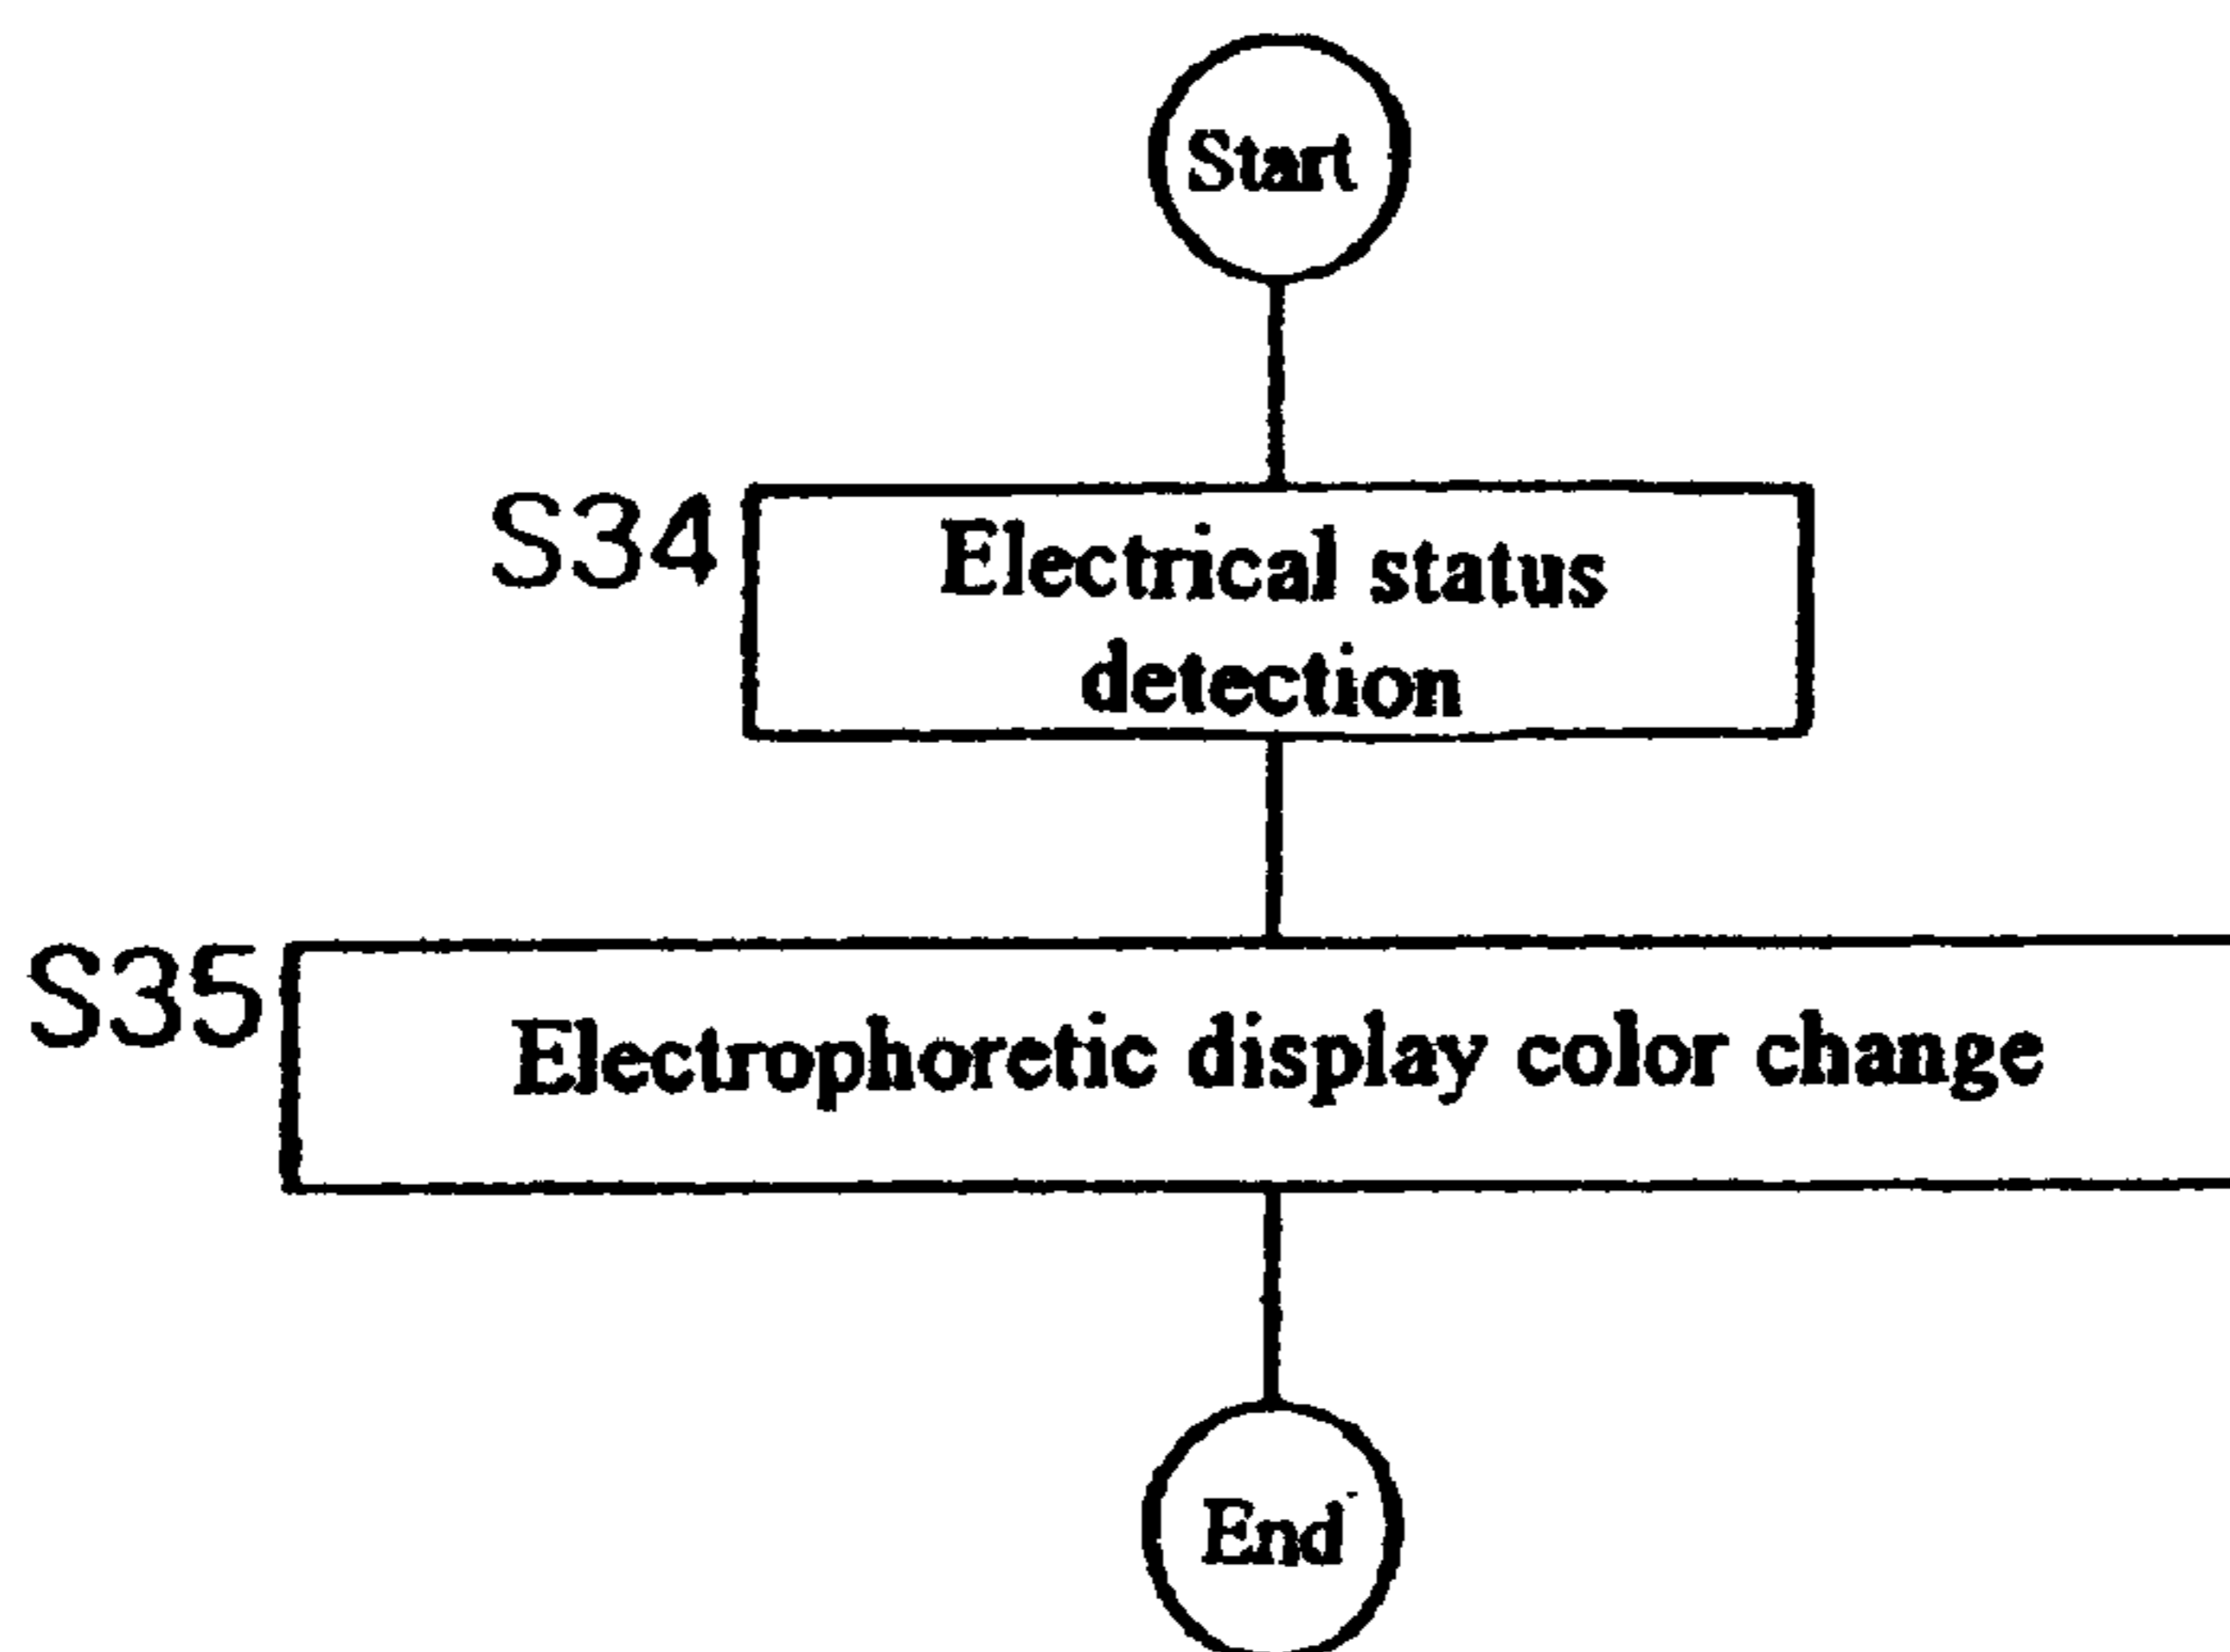 Start
S34
Electrical status
detection
S35
Electrophoretic display color change
End